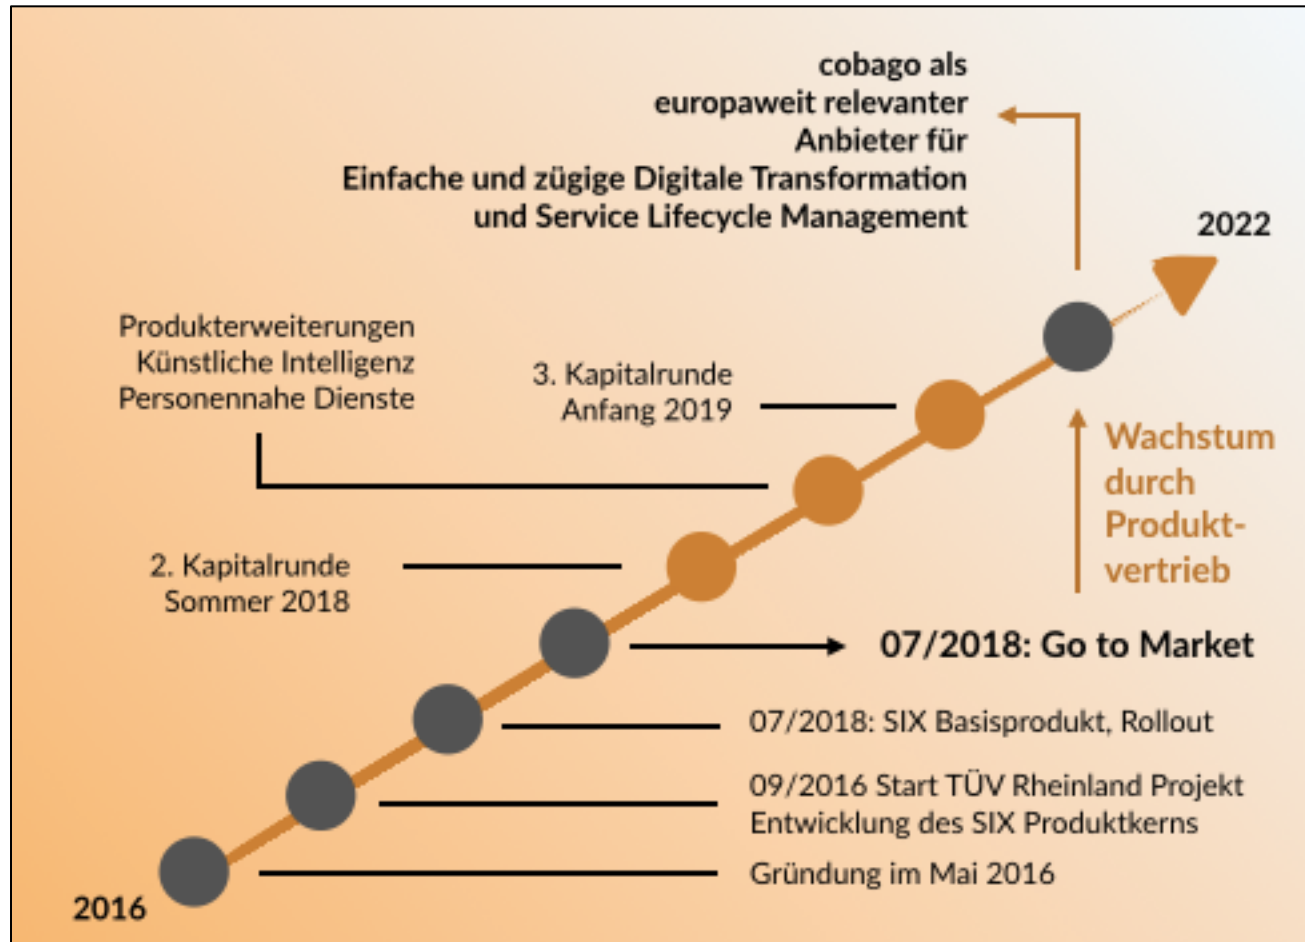 cobago als
europaweit relevanter
Anbieter für
Einfache und zügige Digitale Transformation
und Service Lifecycle Management
2022
Produkterweiterungen
Künstliche Intelligenz
Personennahe Dienste
3. Kapitalrunde
Anfang 2019
Wachstum
durch
Produkt-
vertrieb
2. Kapitalrunde
Sommer 2018
07/2018: Go to Market
07/2018: SIX Basisprodukt, Rollout
09/2016 Start TÜV Rheinland Projekt
Entwicklung des SIX Produktkerns
Gründung im Mai 2016
2016